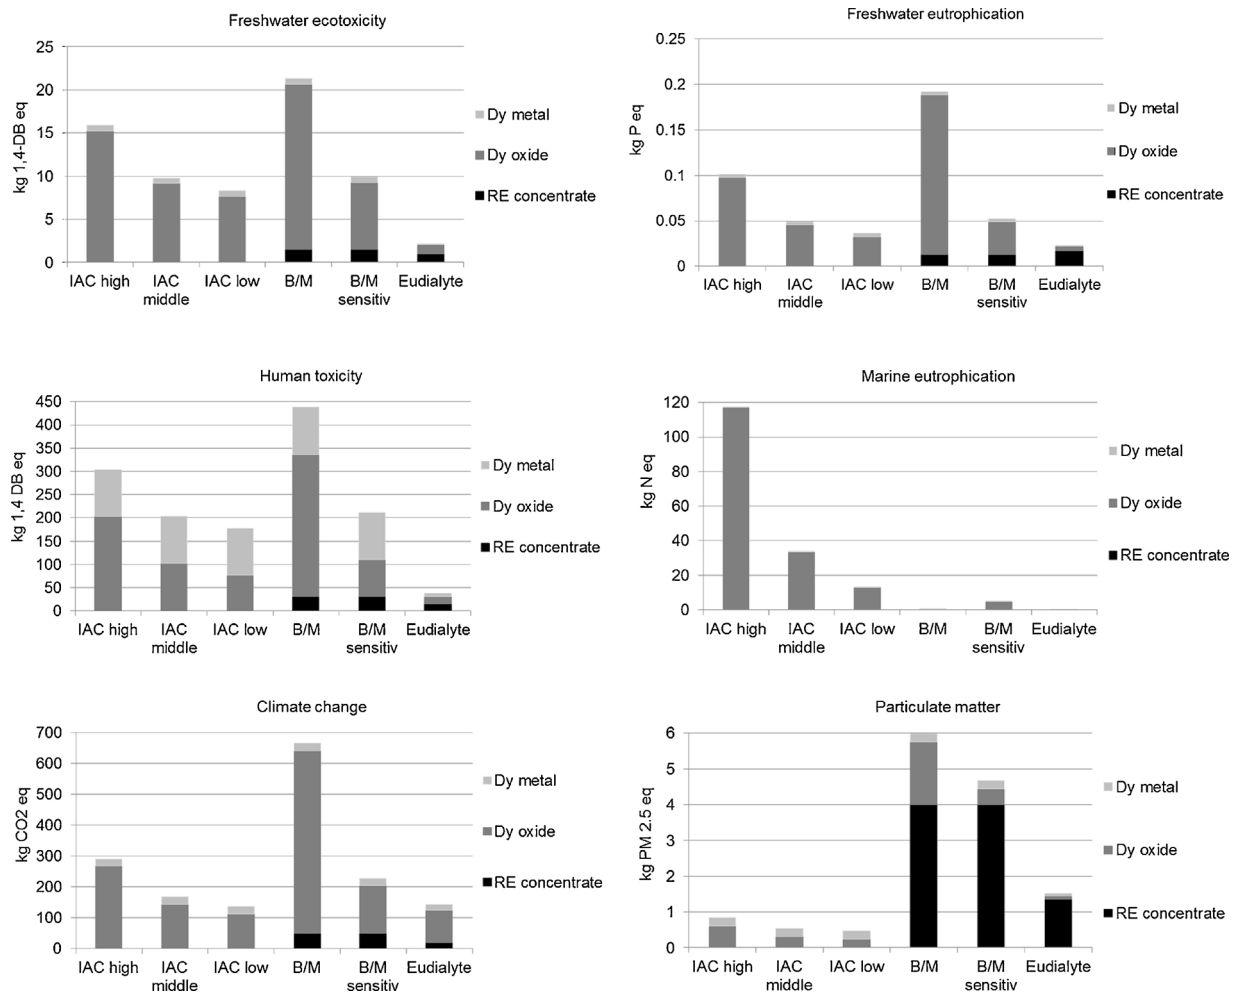 Freshwater ecotoxicity
25
20
15
10
5
0
kg 1,4-DB eq
IAC high
IAC
middle
IAC low
B/M
B/M
sensitiv
Eudialyte
Dy metal
Dy oxide
RE concentrate
Freshwater eutrophication
0.25
0.2
0.15
0.1
0.05
0
kg P eq
IAC high
IAC
middle
IAC low
B/M
B/M
sensitiv
Eudialyte
Dy metal
Dy oxide
RE concentrate
Human toxicity
450
400
350
300
250
200
150
100
50
0
kg 1,4 DB eq
IAC high
IAC
middle
IAC low
B/M
B/M
sensitiv
Eudialyte
Dy metal
Dy oxide
RE concentrate
Marine eutrophication
120
100
80
60
40
20
0
kg N eq
IAC high
IAC
middle
IAC low
B/M
B/M
sensitiv
Eudialyte
Dy metal
Dy oxide
RE concentrate
Climate change
700
600
500
400
300
200
100
0
kg CO2 eq
IAC high
IAC
middle
IAC low
B/M
B/M
sensitiv
Eudialyte
Dy metal
Dy oxide
RE concentrate
Particulate matter
6
5
4
3
2
1
0
kg PM 2.5 eq
IAC high
IAC
middle
IAC low
B/M
B/M
sensitiv
Eudialyte
Dy metal
Dy oxide
RE concentrate